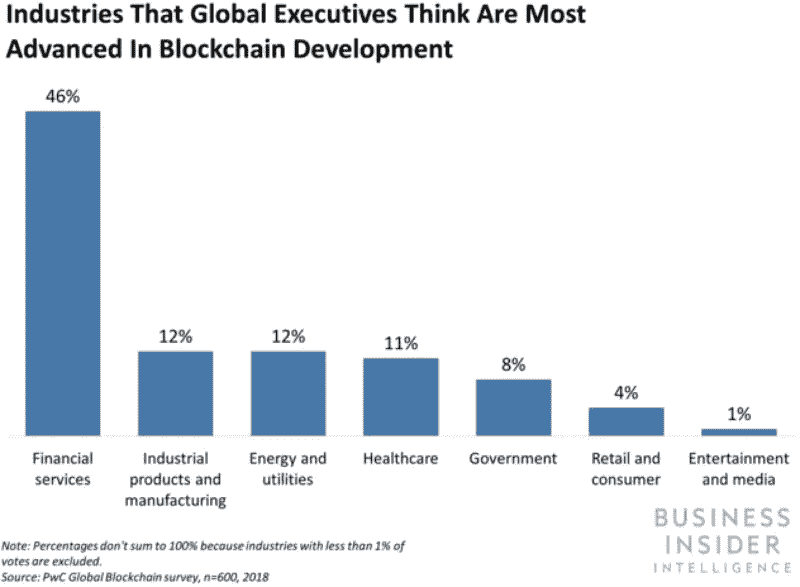 Industries That Global Executives Think Are Most
Advanced In Blockchain Development
46%
12%
12%
11%
8%
4%
1%
Financial
services
Industrial
products and
manufacturing
Energy and
utilities
Healthcare
Government
Retail and
consumer
Entertainment
and media
Note: Percentages don't sum to 100% because industries with less than 1% of
votes are excluded.
Source: PwC Global Blockchain survey, n=600, 2018
BUSINESS
INSIDER
INTELLIGENCE